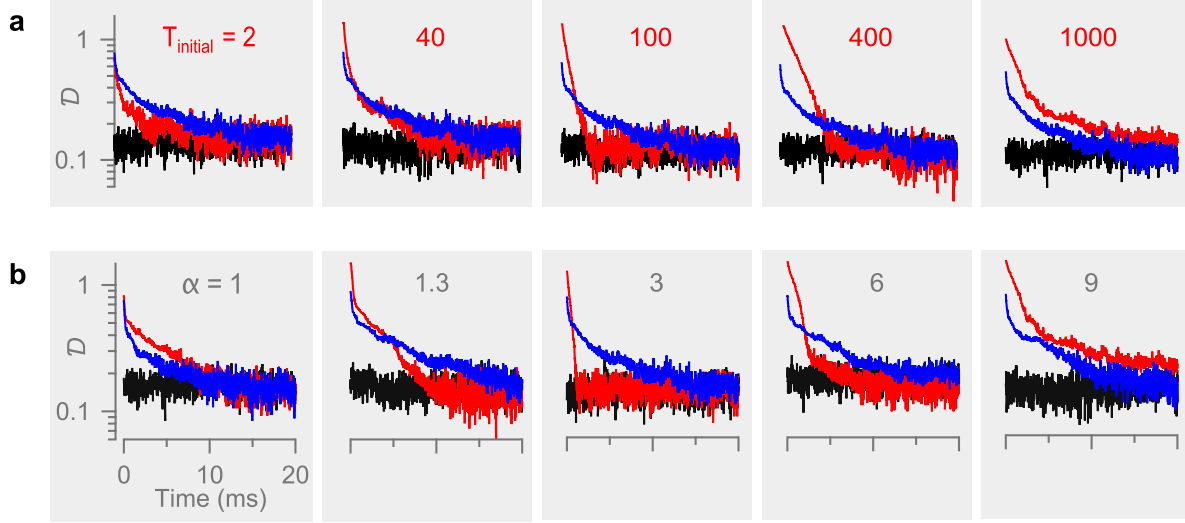 a
T initial = 2
40
100
400
1000
1
𝒟
0.1
b
α = 1
1.3
3
6
9
1
𝒟
0.1
0 10 20
Time (ms)